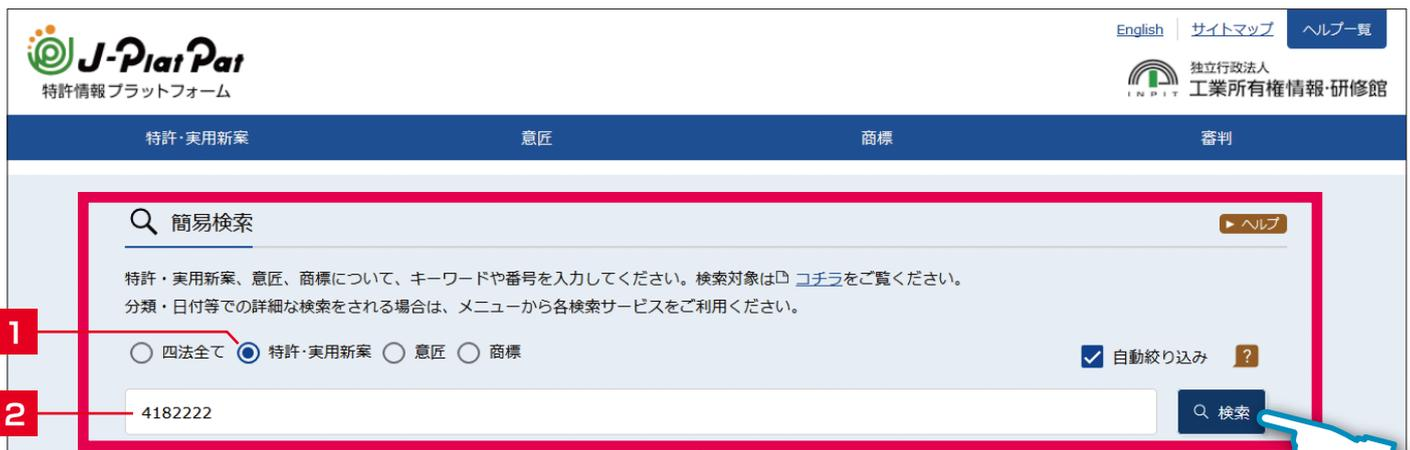 English サイトマップ ヘルプ一覧
J-PlatPat
特許情報プラットフォーム
独立行政法人
INPIT 工業所有権情報・研修館
特許・実用新案 意匠 商標 審判
簡易検索 ヘルプ
特許・実用新案、意匠、商標について、キーワードや番号を入力してください。検索対象は コチラをご覧ください。
分類・日付等での詳細な検索をされる場合は、メニューから各検索サービスをご利用ください。
1
四法全て 特許・実用新案 意匠 商標 自動絞り込み ?
2 4182222 検索